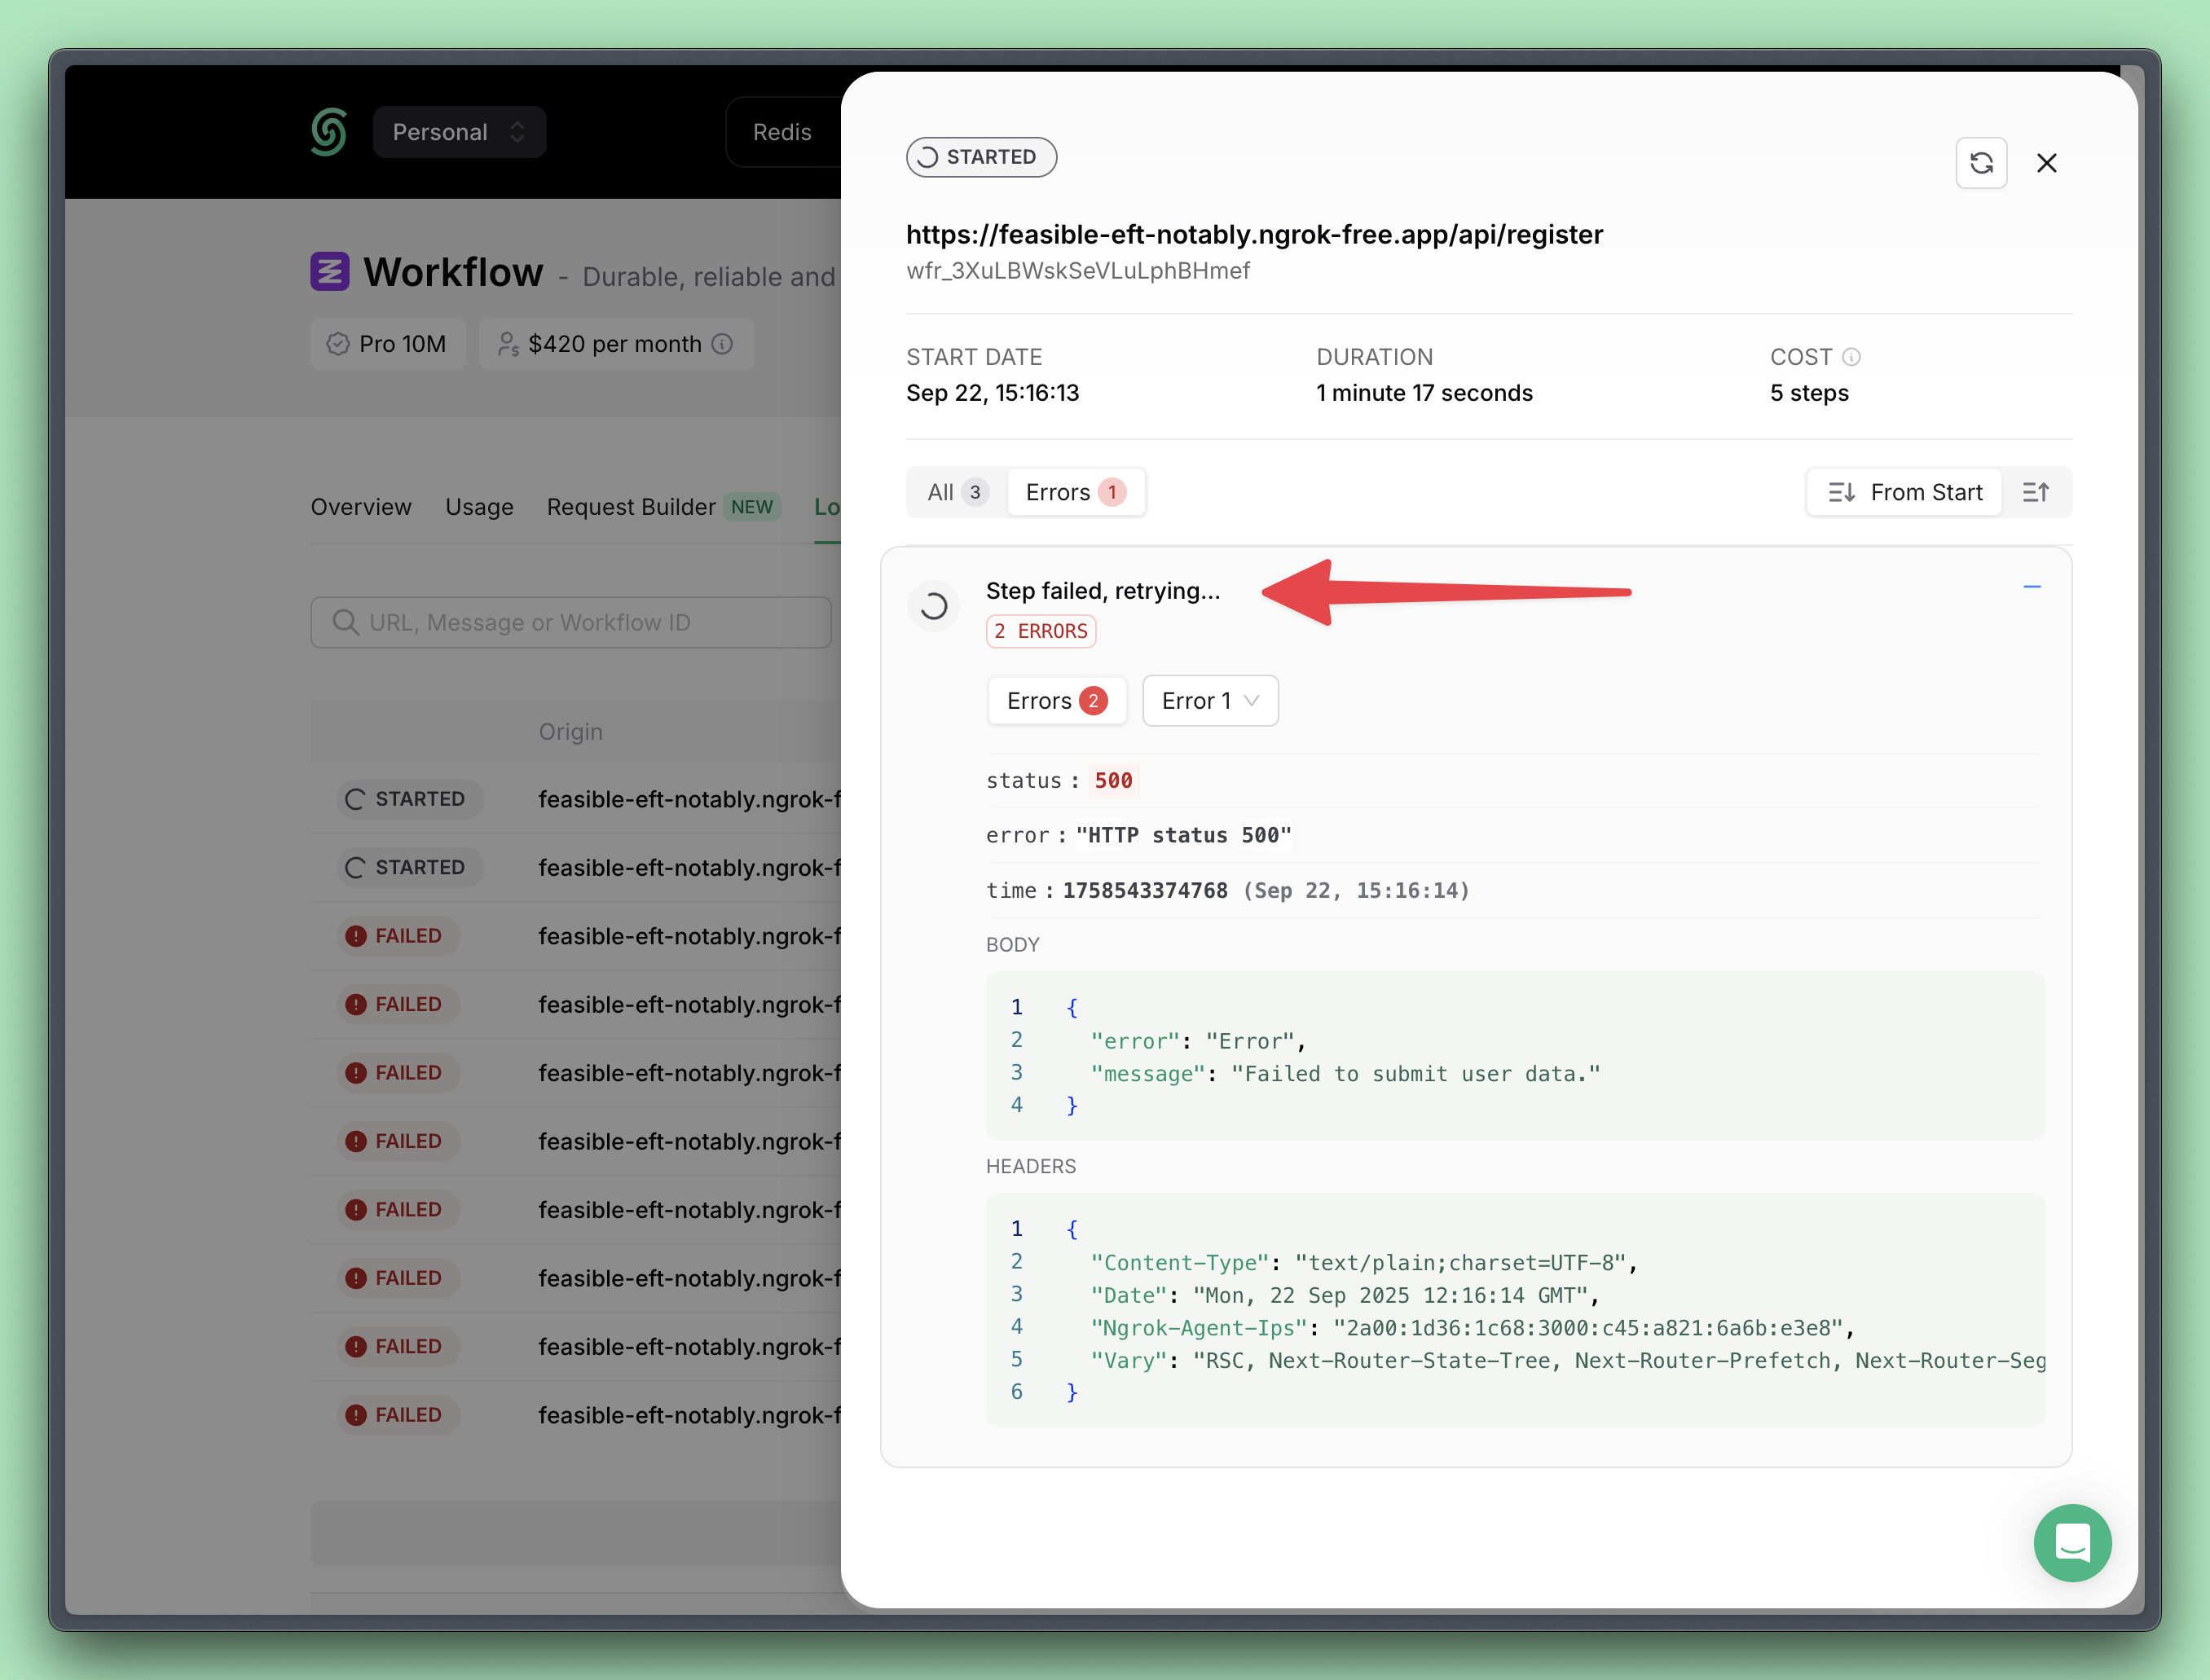 Personal
Redis
Workflow - Durable, reliable and
Pro 10M
$420 per month
Overview
Usage
Request Builder NEW
Lo
URL, Message or Workflow ID
Origin
STARTED feasible-eft-notably.ngrok-f
STARTED feasible-eft-notably.ngrok-f
FAILED feasible-eft-notably.ngrok-f
FAILED feasible-eft-notably.ngrok-f
FAILED feasible-eft-notably.ngrok-f
FAILED feasible-eft-notably.ngrok-f
FAILED feasible-eft-notably.ngrok-f
FAILED feasible-eft-notably.ngrok-f
FAILED feasible-eft-notably.ngrok-f
FAILED feasible-eft-notably.ngrok-f
STARTED
https://feasible-eft-notably.ngrok-free.app/api/register
wfr_3XuLBWskSeVLuLphBHmef
START DATE
Sep 22, 15:16:13
DURATION
1 minute 17 seconds
COST
5 steps
All 3
Errors 1
From Start
Step failed, retrying...
2 ERRORS
Errors 2
Error 1
status : 500
error : "HTTP status 500"
time : 1758543374768 (Sep 22, 15:16:14)
BODY
1 {
2 "error": "Error",
3 "message": "Failed to submit user data."
4 }
HEADERS
1 {
2 "Content-Type": "text/plain;charset=UTF-8",
3 "Date": "Mon, 22 Sep 2025 12:16:14 GMT",
4 "Ngrok-Agent-Ips": "2a00:1d36:1c68:3000:c45:a821:6a6b:e3e8",
5 "Vary": "RSC, Next-Router-State-Tree, Next-Router-Prefetch, Next-Router-Seg
6 }